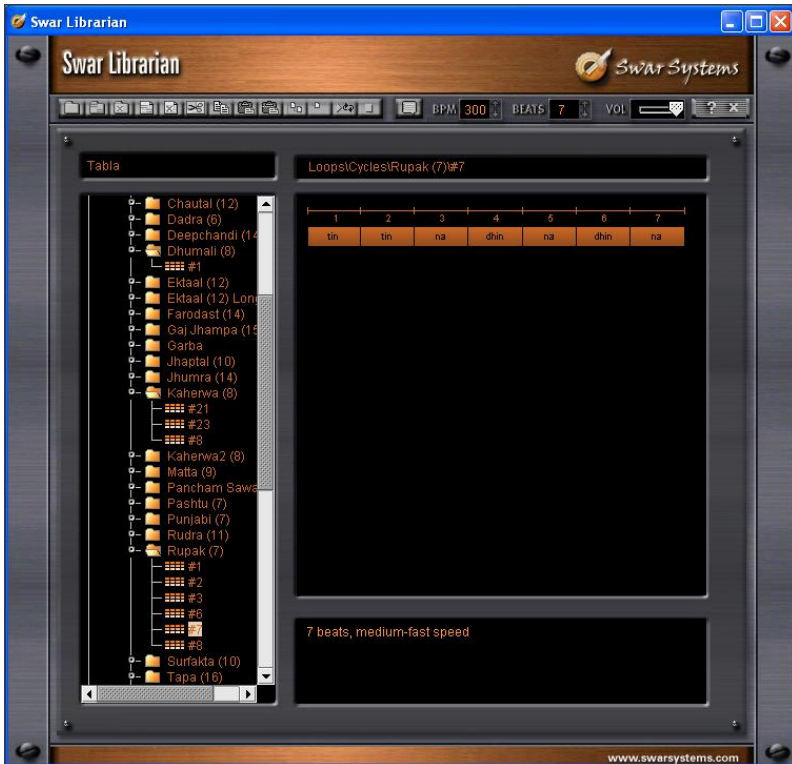 Swar Librarian
Swar Librarian
Swar Systems
BPM 300 BEATS 7 VOL ? X
Tabla
Loops\Cycles\Rupak (7)\#7
Chautal (12)
Dadra (6)
Deepchandi (14
Dhumali (8)
#1
Ektaal (12)
Ektaal (12) Long
Farodast (14)
Gaj Jhampa (15
Garba
Jhaptal (10)
Jhumra (14)
Kaherwa (8)
#21
#23
#8
Kaherwa2 (8)
Matta (9)
Pancham Sawa
Pashtu (7)
Punjabi (7)
Rudra (11)
Rupak (7)
#1
#2
#3
#6
#7
#8
Surfakta (10)
Tapa (16)
1 2 3 4 5 6 7
tin tin na dhin na dhin na
7 beats, medium-fast speed
www.swarsystems.com